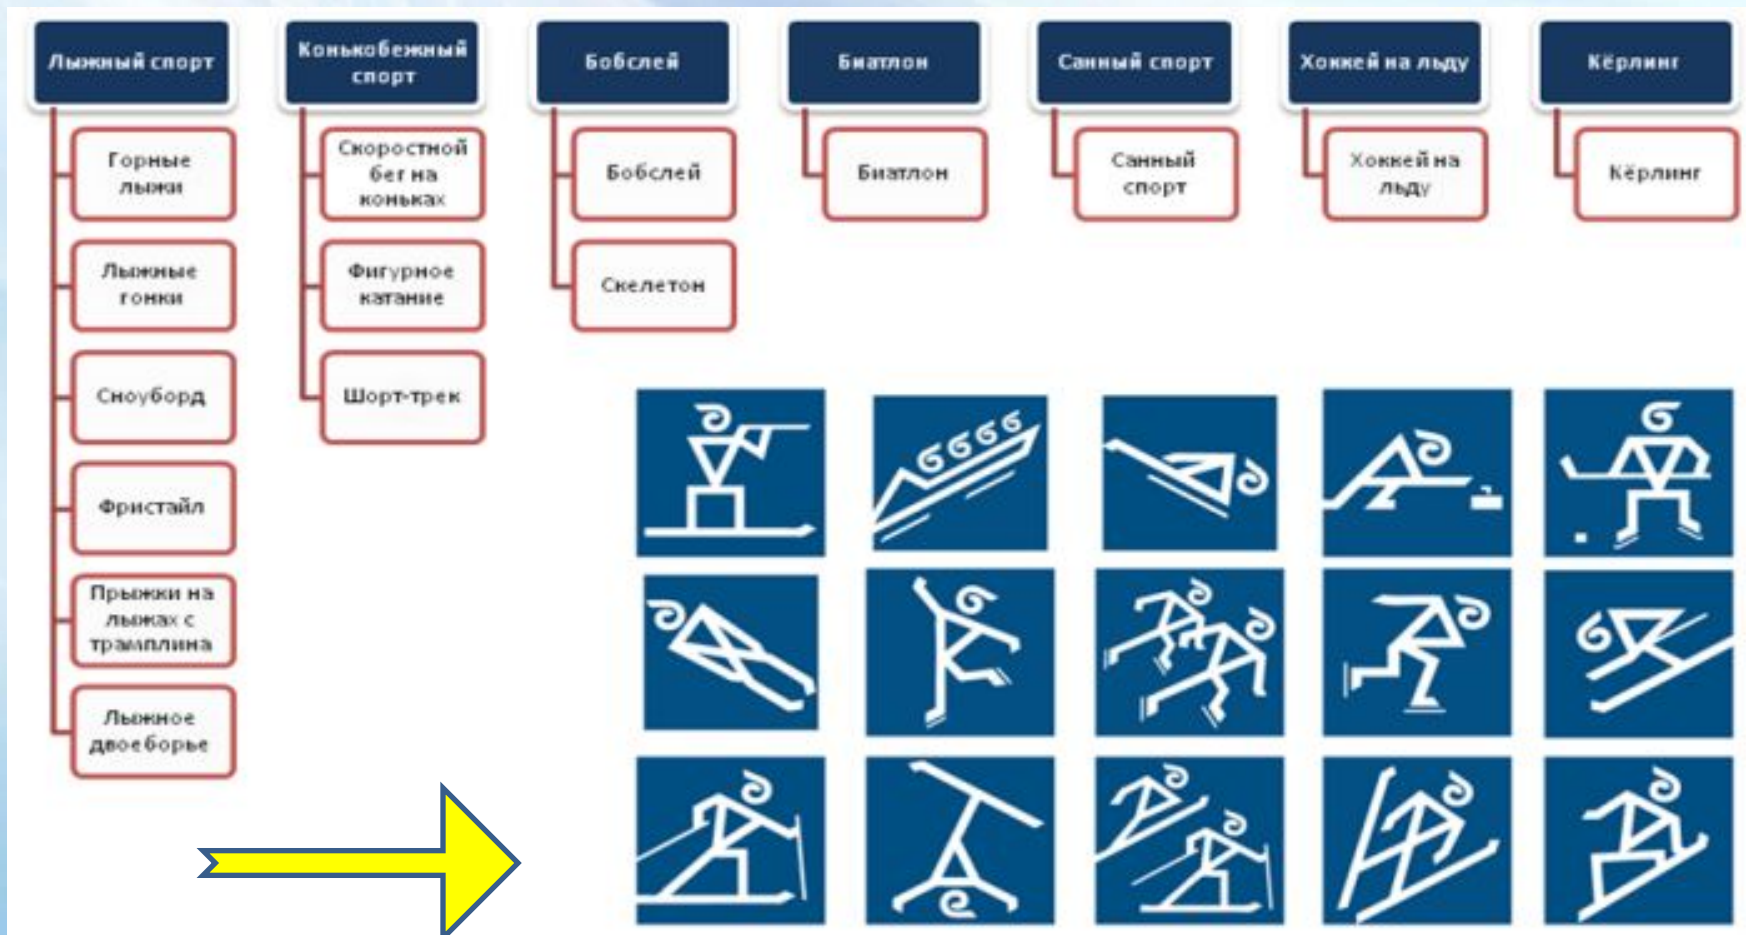 Лыжный спорт
Конькобежный
спорт
Бобслей
Биатлон
Санный спорт
Хоккей на льду
Кёрлинг
Горные
лыжи
Лыжные
гонки
Сноуборд
Фристайл
Прыжки на
лыжах с
трамплина
Лыжное
двоеборье
Скоростной
бег на
коньках
Фигурное
катание
Шорт-трек
Бобслей
Скелетон
Биатлон
Санный
спорт
Хоккей на
льду
Кёрлинг